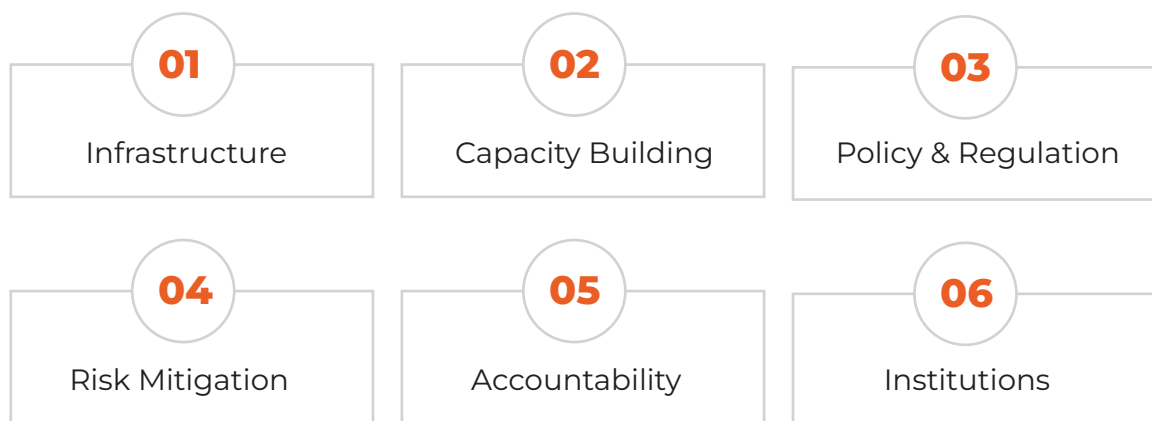 01
Infrastructure
02
Capacity Building
03
Policy & Regulation
04
Risk Mitigation
05
Accountability
06
Institutions